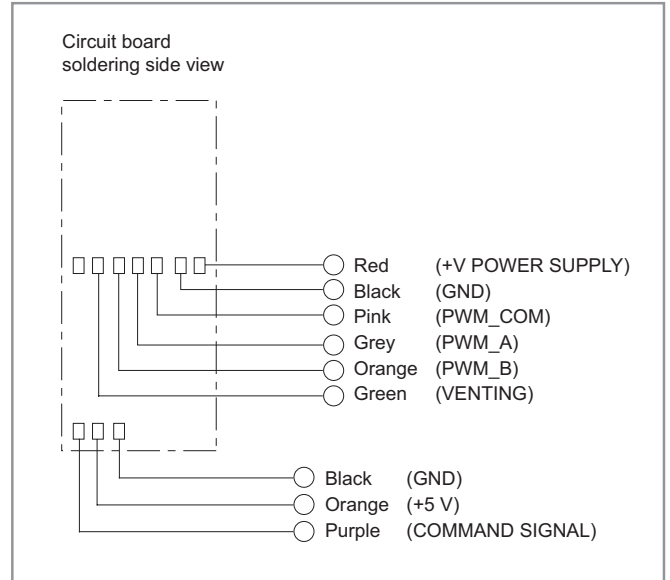 Circuit board
soldering side view
Red (+V POWER SUPPLY)
Black (GND)
Pink (PWM_COM)
Grey (PWM_A)
Orange (PWM_B)
Green (VENTING)
Black (GND)
Orange (+5 V)
Purple (COMMAND SIGNAL)